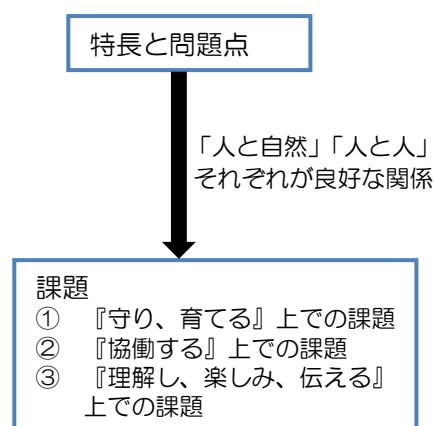 特長と問題点
「人と自然」「人と人」
それぞれが良好な関係
課題
① 『守り、育てる』上での課題
② 『協働する』上での課題
③ 『理解し、楽しみ、伝える』
上での課題